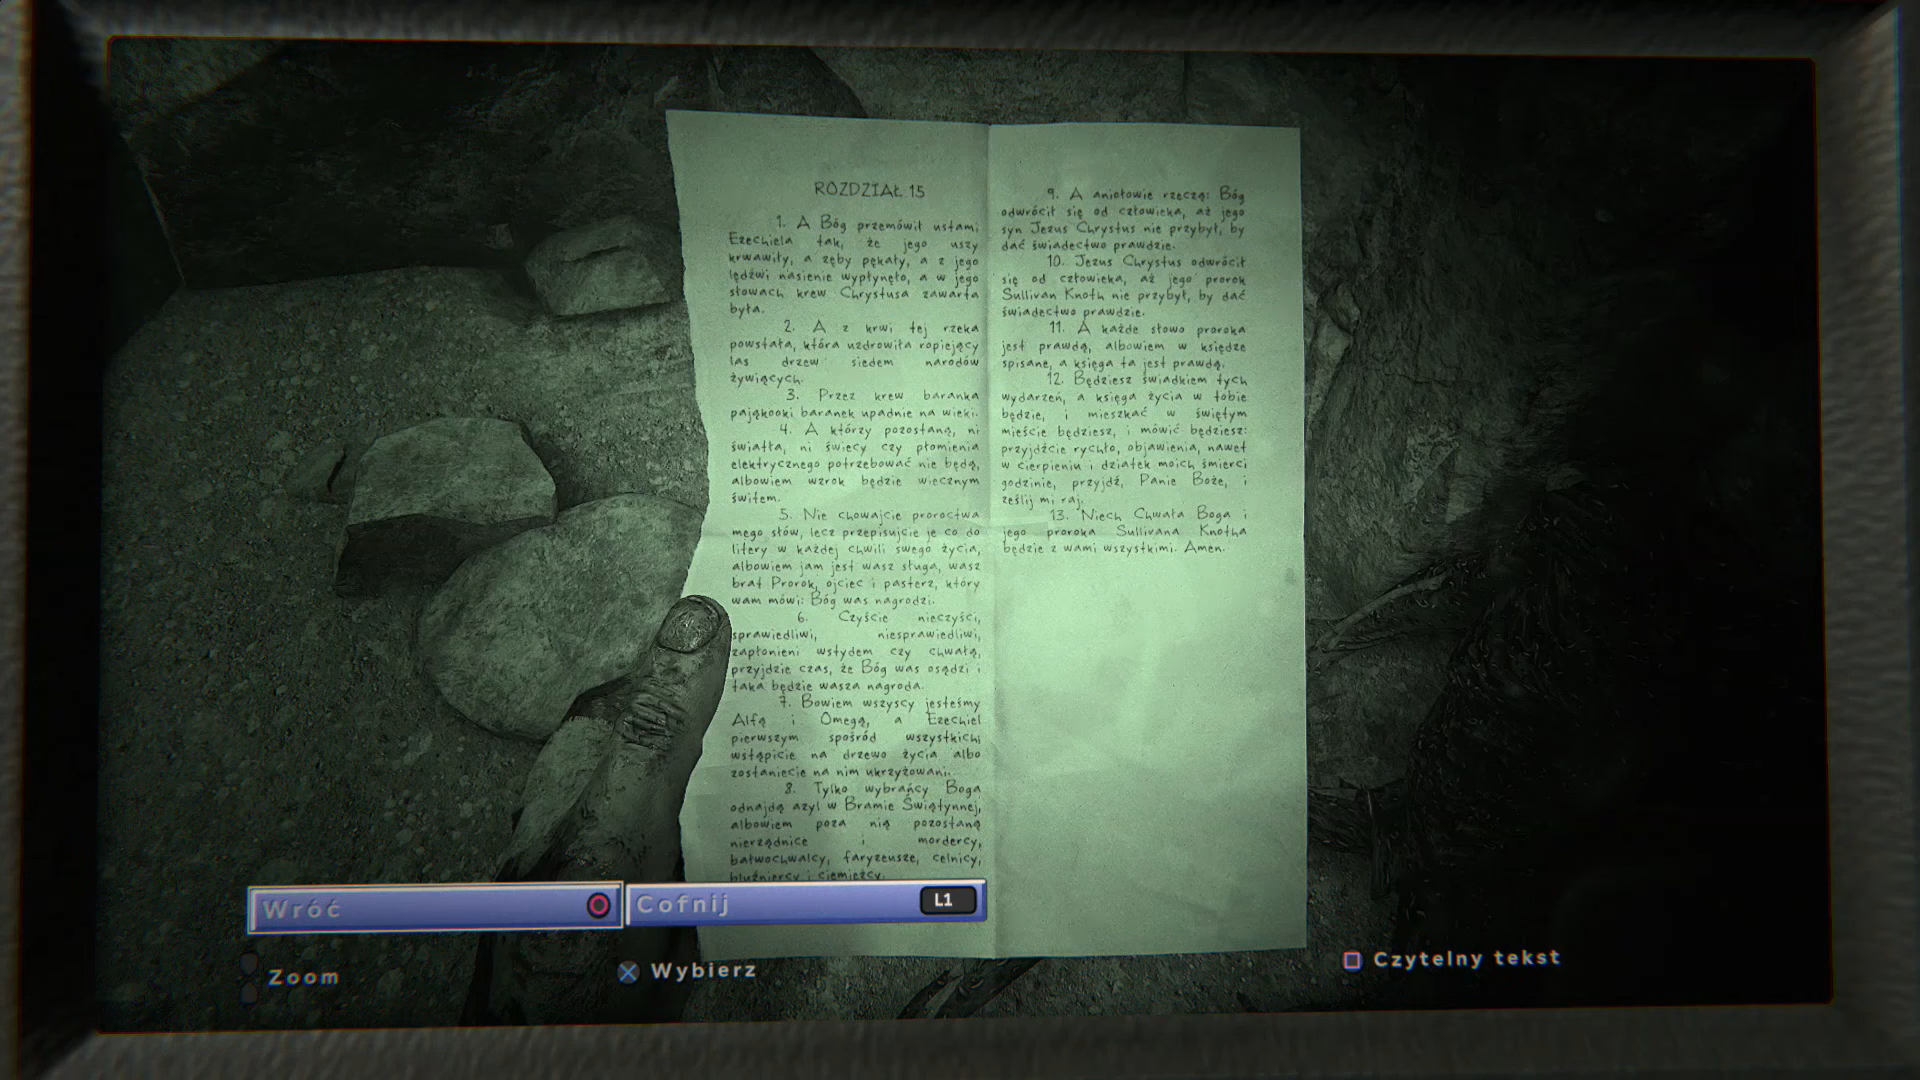 ROZDZIAŁ 15
1. A Bóg przemówił ustami
Ezechiela tak, że jego uszy
krwawiły, a zęby pękały, a z jego
lędźwi nasienie wypłynęło, a w jego
słowach krew Chrystusa zawarta
była.
2. A z krwi tej rzeka
powstała, która uzdrowiła ropiejący
las drzew siedem narodów
żywiących.
3. Przez krew baranka
pająkooki baranek upadnie na wieki.
4. A którzy pozostaną, ni
światła, ni świecy czy płomienia
elektrycznego potrzebować nie będą,
albowiem wzrok będzie wiecznym
świtem.
5. Nie chowajcie proroctwa
mego słów, lecz przepisujcie je co do
litery w każdej chwili swego życia,
albowiem jam jest wasz sługa, wasz
brat Prorok, ojciec i pasterz, który
wam mówi: Bóg was nagrodzi.
6. Czyście nieczyści,
sprawiedliwi, niesprawiedliwi,
zapłonieni wstydem czy chwałą,
przyjdzie czas, że Bóg was osądzi i
taka będzie wasza nagroda.
7. Bowiem wszyscy jesteśmy
Alfą i Omegą, a Ezechiel
pierwszym spośród wszystkich;
wstąpicie na drzewo życia albo
zostaniecie na nim ukrzyżowani.
8. Tylko wybrańcy Boga
odnajdą azyl w Bramie Świątynnej,
albowiem poza nią pozostaną
nierządnice i mordercy,
bałwochwalcy, faryzeusze, celnicy,
bluźniercy i ciemięzcy.
9. A aniołowie rzeczą: Bóg
odwrócił się od człowieka, aż jego
syn Jezus Chrystus nie przybył, by
dać świadectwo prawdzie.
10. Jezus Chrystus odwrócił
się od człowieka, aż jego prorok
Sullivan Knoth nie przybył, by dać
świadectwo prawdzie.
11. A każde słowo proroka
jest prawdą, albowiem w księdze
spisane, a księga ta jest prawdą.
12. Będziesz świadkiem tych
wydarzeń, a księga życia w tobie
będzie, i mieszkać w świętym
mieście będziesz, i mówić będziesz:
przyjdźcie rychło, objawienia, nawet
w cierpieniu i dziatek moich śmierci
godzinie, przyjdź, Panie Boże, i
ześlij mi raj.
13. Niech Chwała Boga i
jego proroka Sullivana Knotha
będzie z wami wszystkimi. Amen.
Wróć
Cofnij L1
Zoom
Wybierz
Czytelny tekst